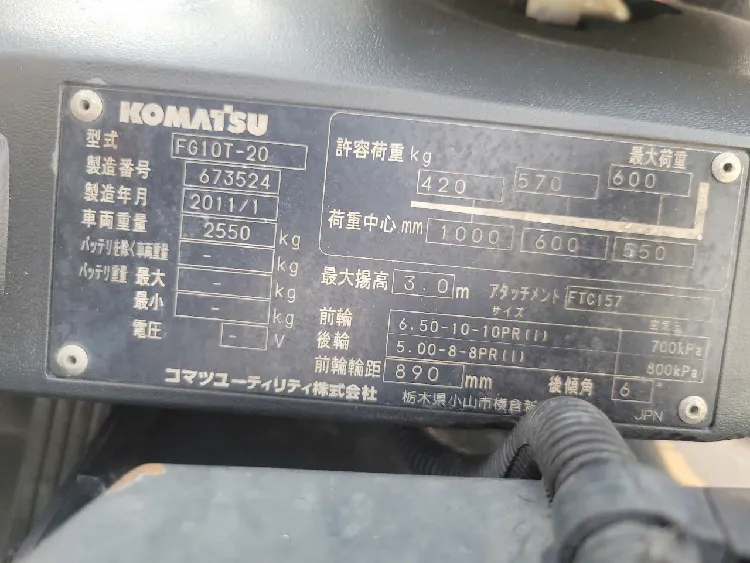 KOMATSU
型式 FG10T-20
製造番号 673524
製造年月 2011/1
車両重量 2550 kg
バッテリを除く車両重量 - kg
バッテリ重量 最大 - kg
最小 - kg
電圧 - V
許容荷重 kg 最大荷重
420 570 600
荷重中心 mm 1000 600 550
最大揚高 3.0 m アタッチメント FTC157
サイズ 空気圧
前輪 6.50-10-10PR(I) 700kPa
後輪 5.00-8-8PR(I) 800kPa
前輪輪距 890 mm 後傾角 6 °
コマツユーティリティ株式会社 栃木県小山市横倉新
JPN